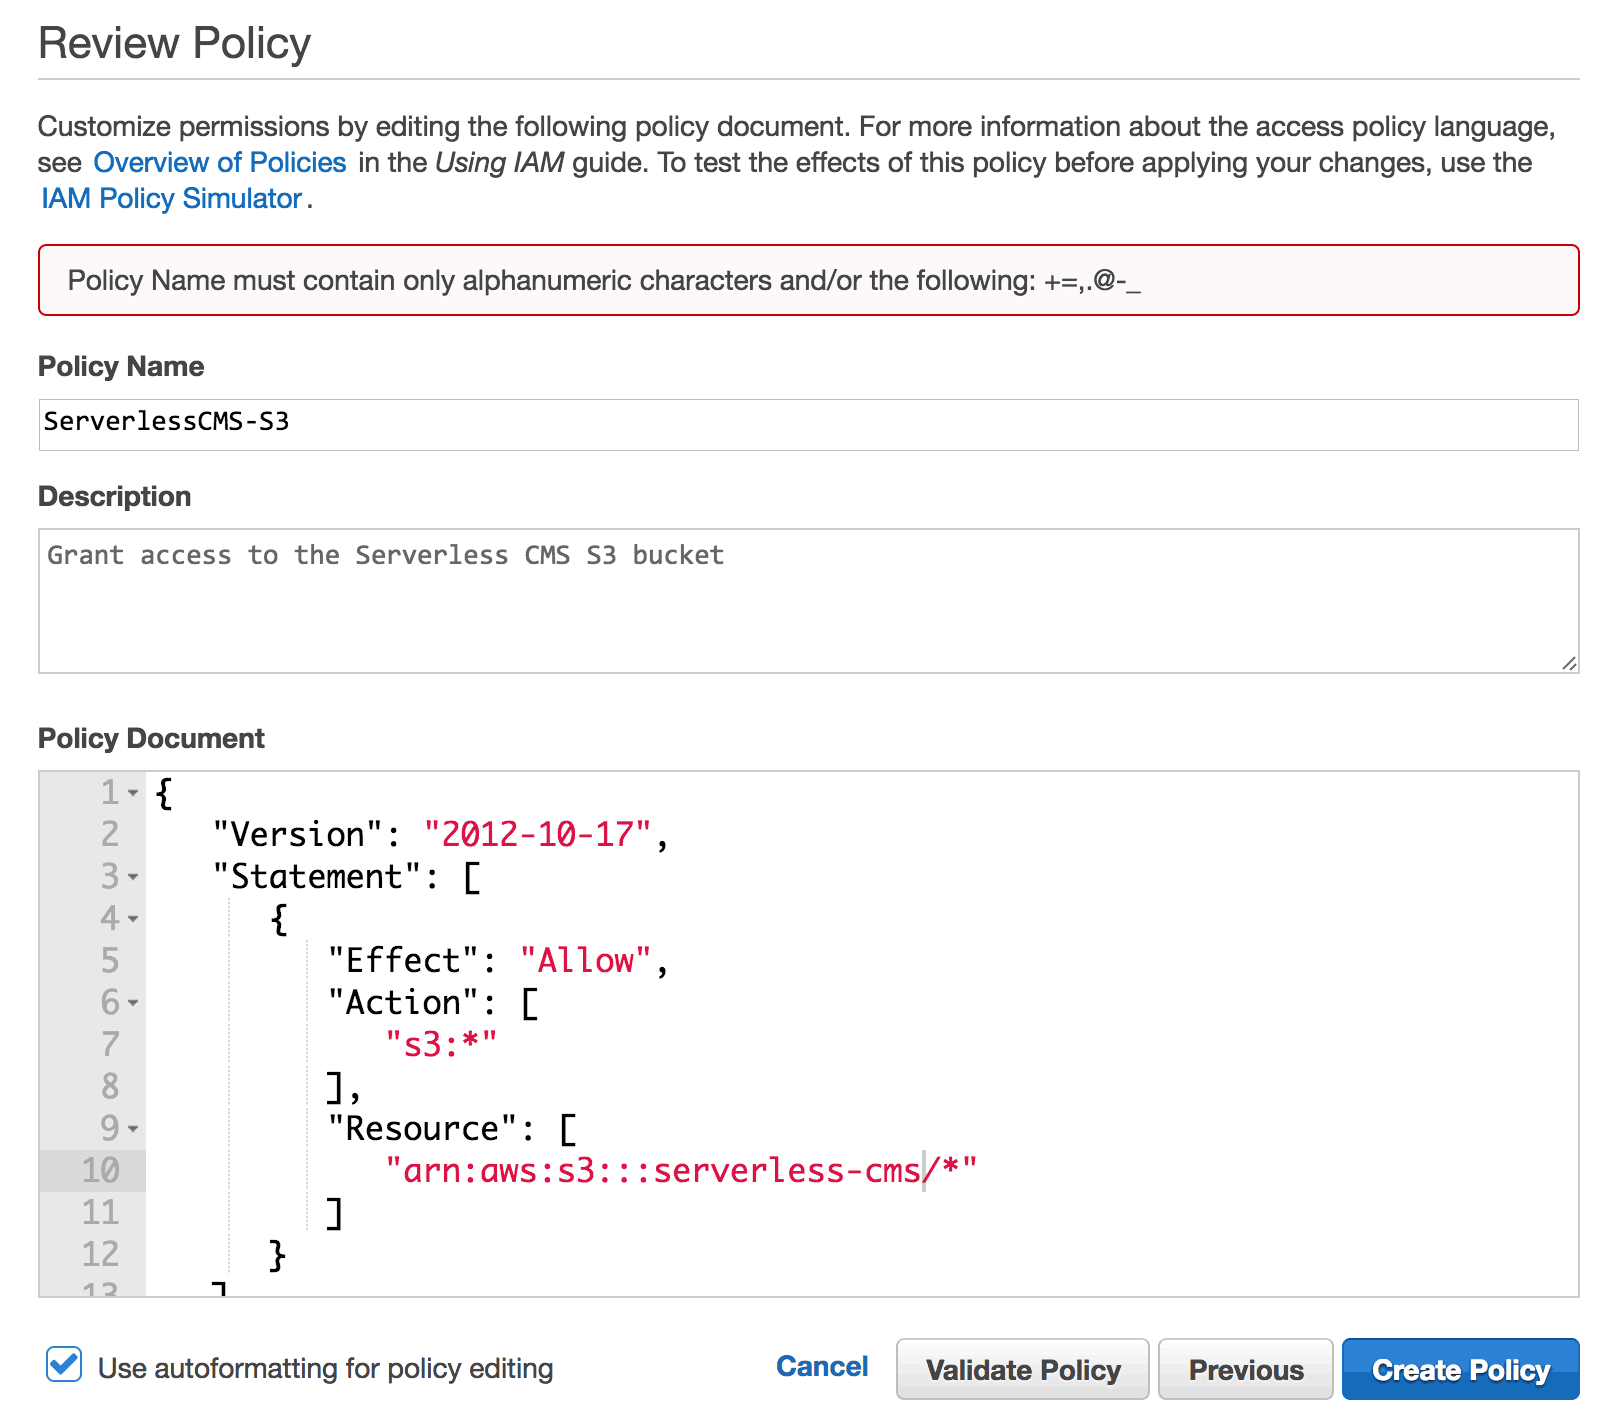 Review Policy
Customize permissions by editing the following policy document. For more information about the access policy language,
see Overview of Policies in the Using IAM guide. To test the effects of this policy before applying your changes, use the
IAM Policy Simulator .
Policy Name must contain only alphanumeric characters and/or the following: +=,.@-_
Policy Name
ServerlessCMS-S3
Description
Grant access to the Serverless CMS S3 bucket
Policy Document
1 {
2 "Version": "2012-10-17",
3 "Statement": [
4 {
5 "Effect": "Allow",
6 "Action": [
7 "s3:*"
8 ],
9 "Resource": [
10 "arn:aws:s3:::serverless-cms/*"
11 ]
12 }
13 ]
Use autoformatting for policy editing Cancel Validate Policy Previous Create Policy